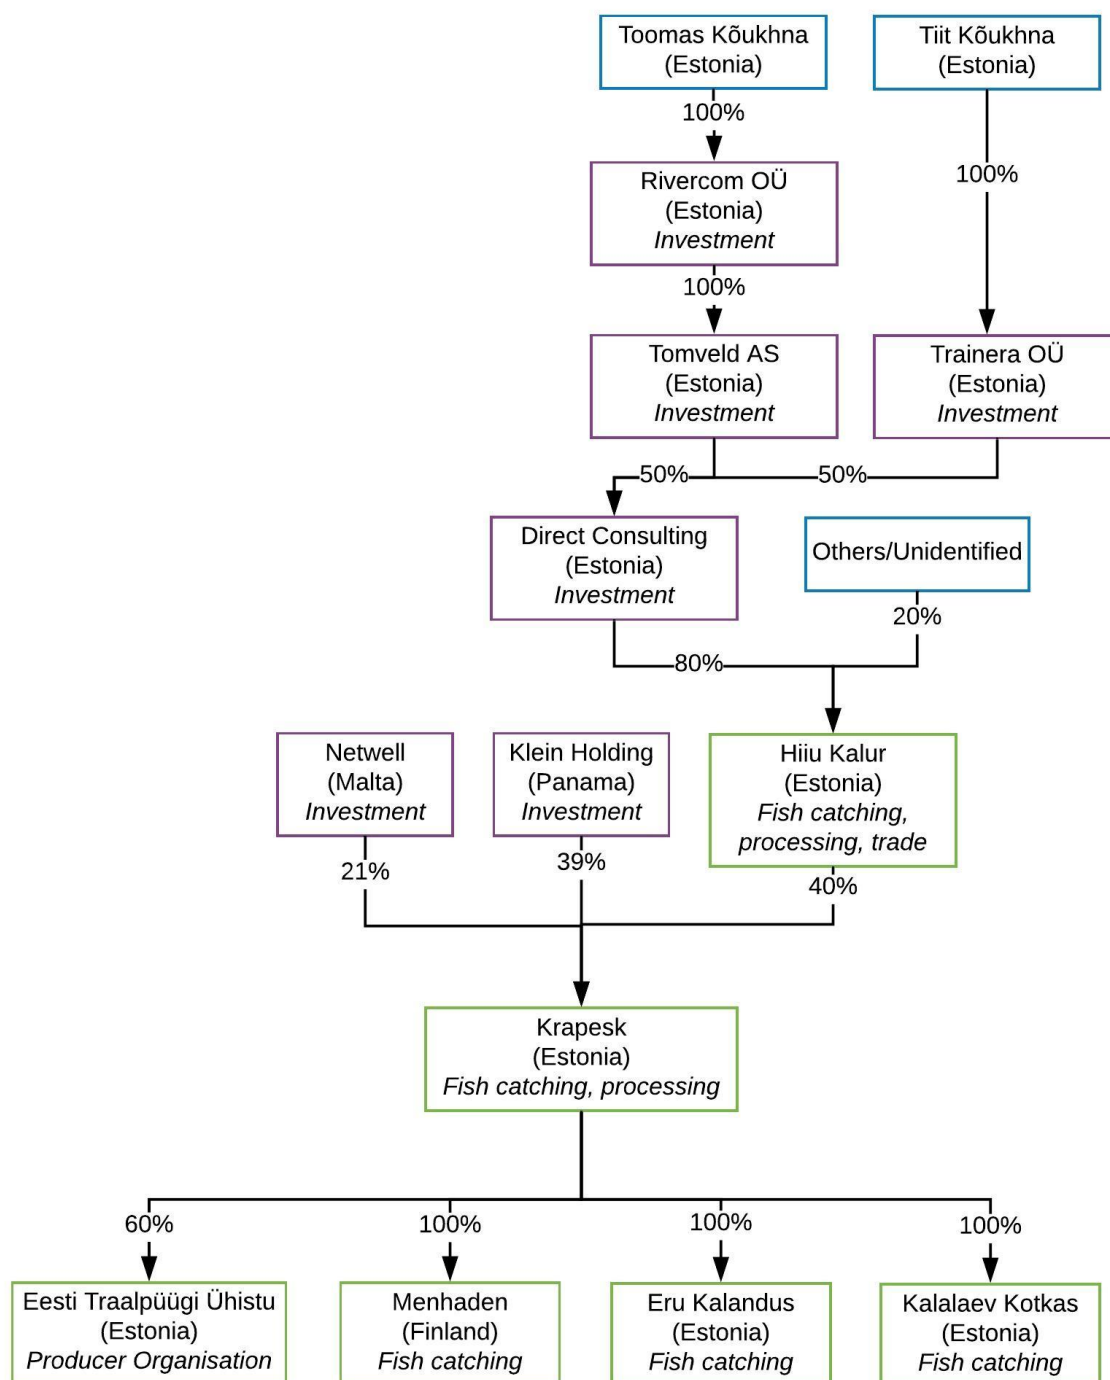 Toomas Kõukhna
(Estonia)
Tiit Kõukhna
(Estonia)
100%
Rivercom OÜ
(Estonia)
Investment
100%
100%
Tomveld AS
(Estonia)
Investment
Trainera OÜ
(Estonia)
Investment
50%
50%
Direct Consulting
(Estonia)
Investment
Others/Unidentified
20%
80%
Netwell
(Malta)
Investment
Klein Holding
(Panama)
Investment
Hiiu Kalur
(Estonia)
Fish catching,
processing, trade
21%
39%
40%
Krapesk
(Estonia)
Fish catching, processing
60%
100%
100%
100%
Eesti Traalpüügi Ühistu
(Estonia)
Producer Organisation
Menhaden
(Finland)
Fish catching
Eru Kalandus
(Estonia)
Fish catching
Kalalaev Kotkas
(Estonia)
Fish catching